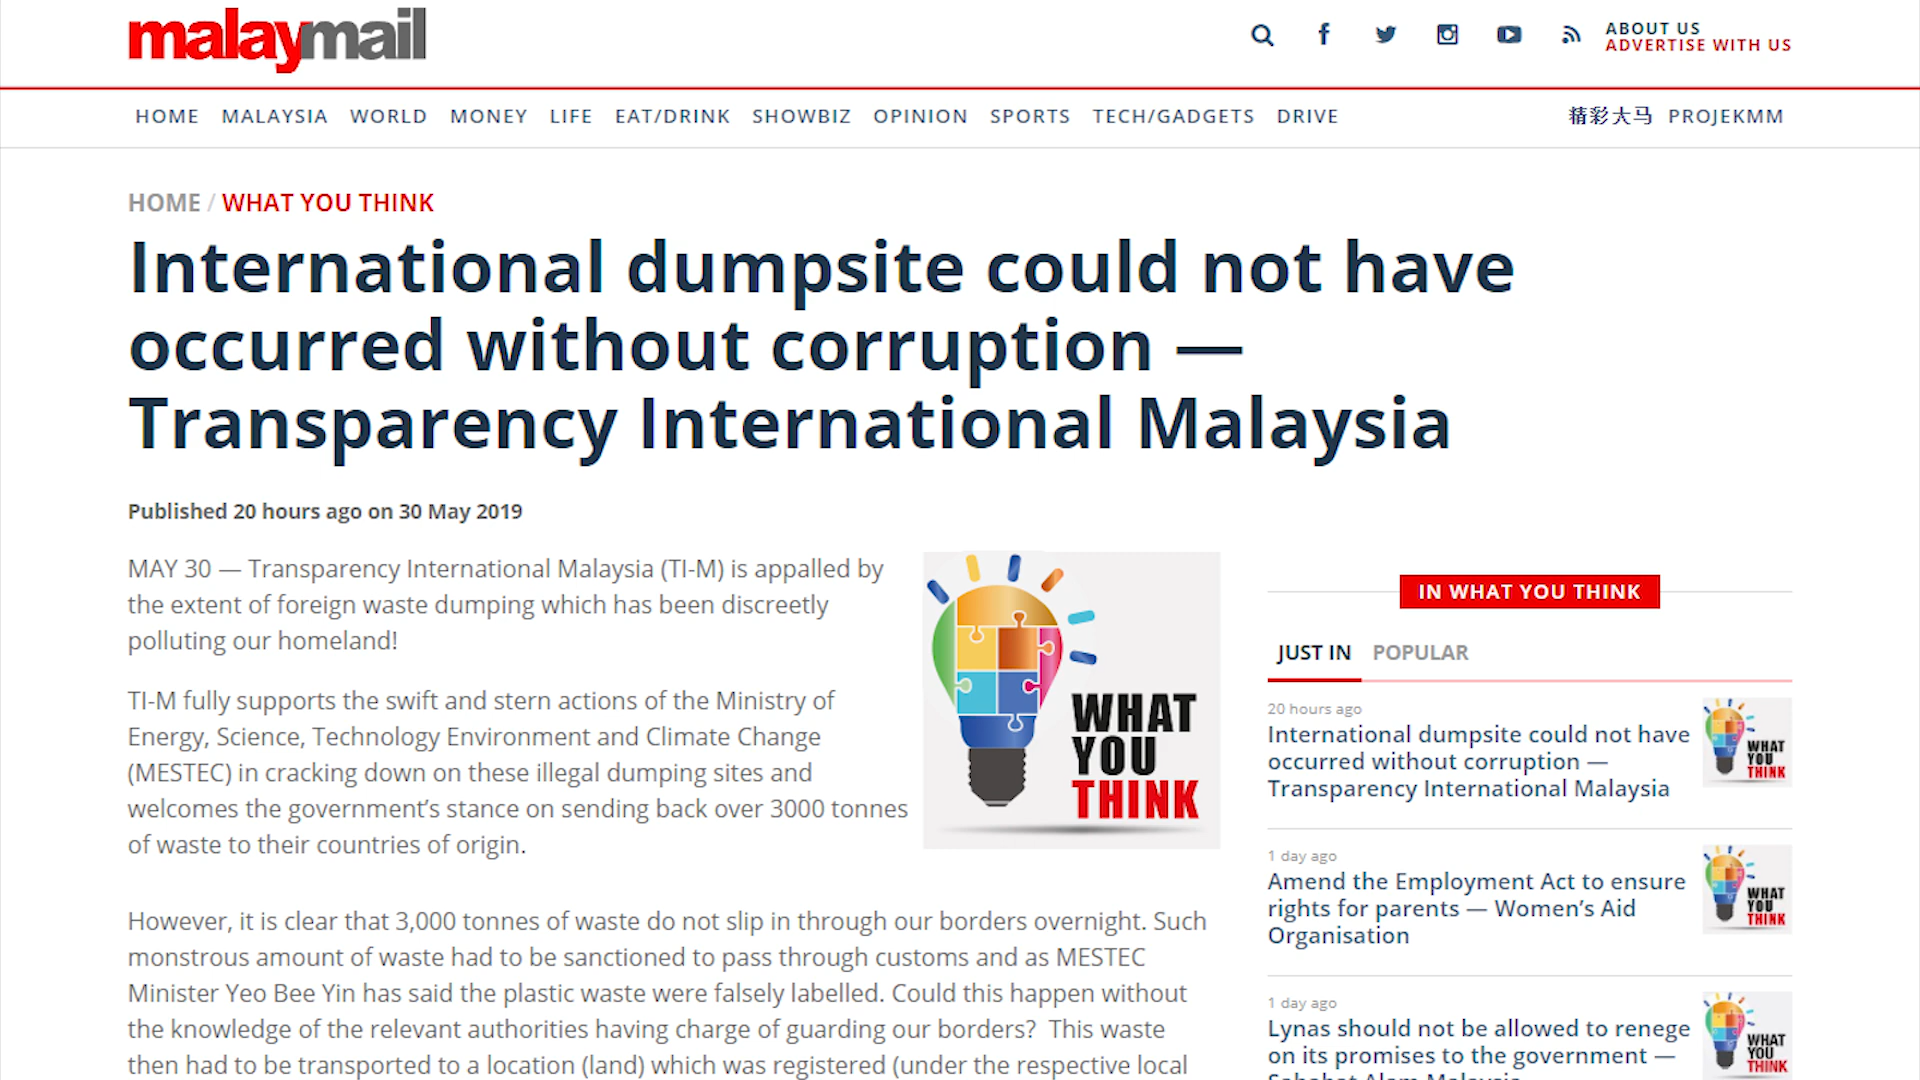 malaymail
ABOUT US
ADVERTISE WITH US
HOME MALAYSIA WORLD MONEY LIFE EAT/DRINK SHOWBIZ OPINION SPORTS TECH/GADGETS DRIVE 精彩大马 PROJEKMM
HOME / WHAT YOU THINK
International dumpsite could not have
occurred without corruption —
Transparency International Malaysia
Published 20 hours ago on 30 May 2019
MAY 30 — Transparency International Malaysia (TI-M) is appalled by
the extent of foreign waste dumping which has been discreetly
polluting our homeland!
TI-M fully supports the swift and stern actions of the Ministry of
Energy, Science, Technology Environment and Climate Change
(MESTEC) in cracking down on these illegal dumping sites and
welcomes the government’s stance on sending back over 3000 tonnes
of waste to their countries of origin.
WHAT
YOU
THINK
However, it is clear that 3,000 tonnes of waste do not slip in through our borders overnight. Such
monstrous amount of waste had to be sanctioned to pass through customs and as MESTEC
Minister Yeo Bee Yin has said the plastic waste were falsely labelled. Could this happen without
the knowledge of the relevant authorities having charge of guarding our borders?  This waste
then had to be transported to a location (land) which was registered (under the respective local
IN WHAT YOU THINK
JUST IN POPULAR
20 hours ago
International dumpsite could not have
occurred without corruption —
Transparency International Malaysia
WHAT
YOU
THINK
1 day ago
Amend the Employment Act to ensure
rights for parents — Women’s Aid
Organisation
WHAT
YOU
THINK
1 day ago
Lynas should not be allowed to renege
on its promises to the government —
Sahabat Alam Malaysia
WHAT
YOU
THINK